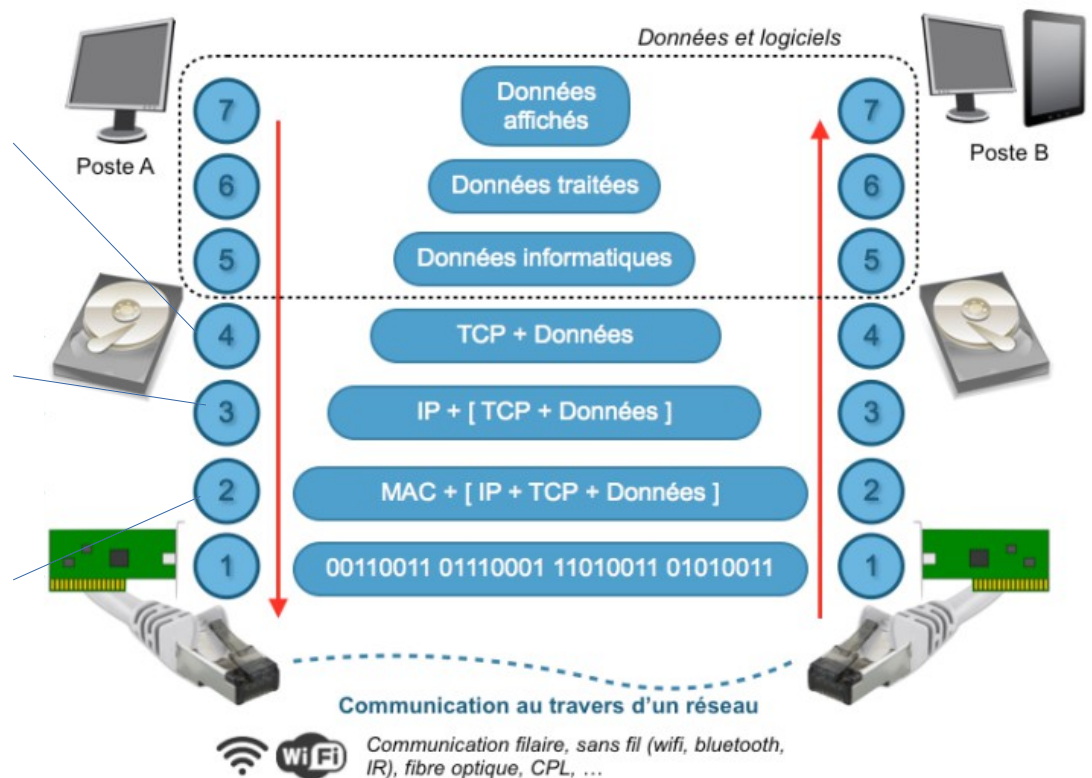 Données et logiciels
Poste A
Poste B
7
Données
affichés
7
6
Données traitées
6
5
Données informatiques
5
4
TCP + Données
4
3
IP + [ TCP + Données ]
3
2
MAC + [ IP + TCP + Données ]
2
1
00110011 01110001 11010011 01010011
1
Communication au travers d'un réseau
WiFi
Communication filaire, sans fil (wifi, bluetooth,
IR), fibre optique, CPL, …